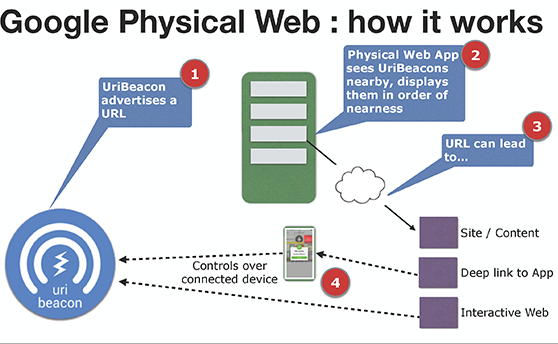 Google Physical Web : how it works
1
UriBeacon
advertises a
URL
2
Physical Web App
sees UriBeacons
nearby, displays
them in order of
nearness
3
URL can lead
to...
uri
beacon
Controls over
connected device
4
Site / Content
Deep link to App
Interactive Web